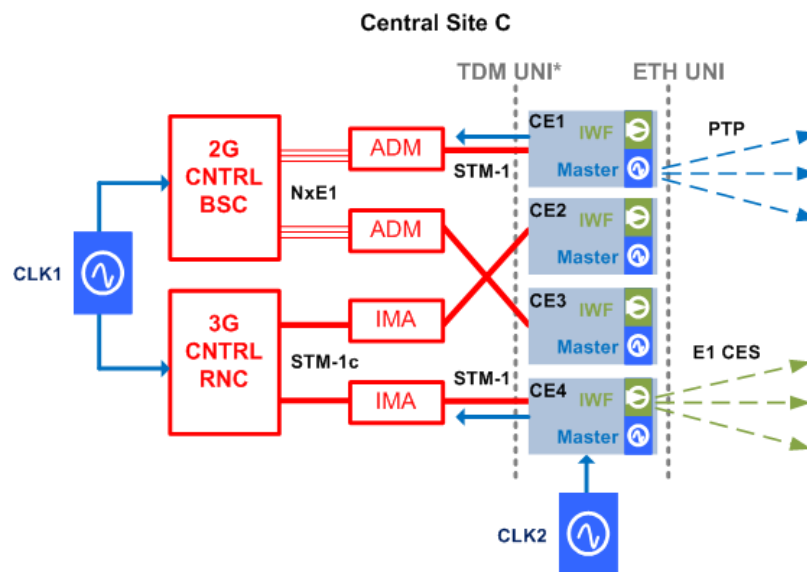 Central Site C
TDM UNI*
ETH UNI
2G
CNTRL
BSC
NxE1
ADM
STM-1
CE1
IWF
Master
PTP
ADM
CE2
IWF
Master
CLK1
3G
CNTRL
RNC
IMA
STM-1c
CE3
IWF
Master
E1 CES
IMA
STM-1
CE4
IWF
Master
CLK2